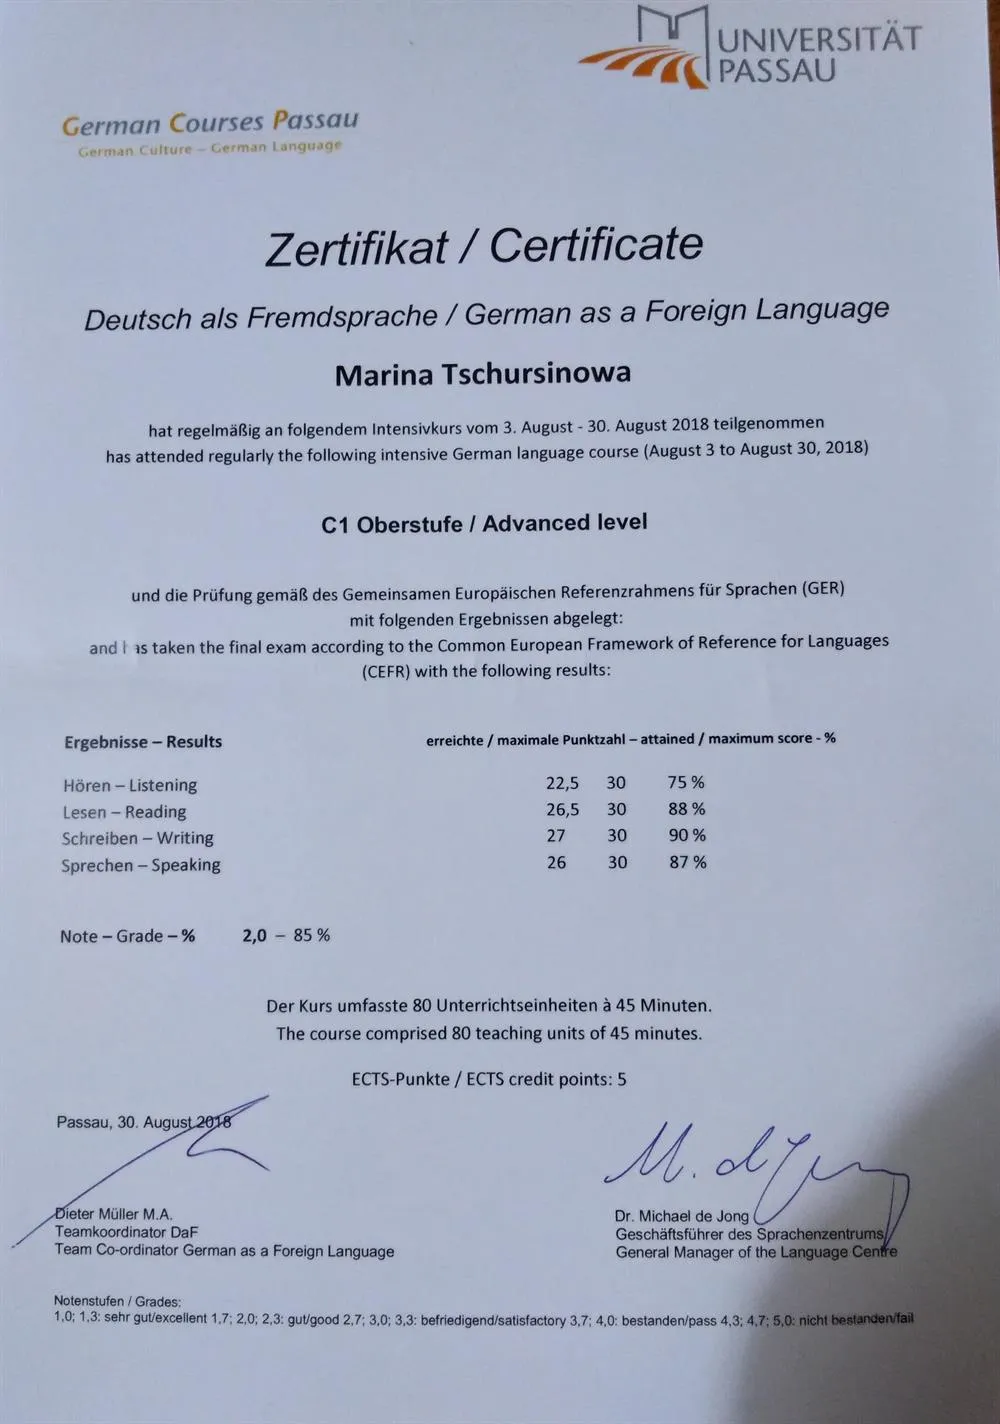 UNIVERSITÄT
PASSAU
German Courses Passau
German Culture – German Language
Zertifikat / Certificate
Deutsch als Fremdsprache / German as a Foreign Language
Marina Tschursinowa
hat regelmäßig an folgendem Intensivkurs vom 3. August - 30. August 2018 teilgenommen
has attended regularly the following intensive German language course (August 3 to August 30, 2018)
C1 Oberstufe / Advanced level
und die Prüfung gemäß des Gemeinsamen Europäischen Referenzrahmens für Sprachen (GER)
mit folgenden Ergebnissen abgelegt:
and has taken the final exam according to the Common European Framework of Reference for Languages
(CEFR) with the following results:
Ergebnisse – Results erreichte / maximale Punktzahl – attained / maximum score - %
Hören – Listening 22,5 30 75 %
Lesen – Reading 26,5 30 88 %
Schreiben – Writing 27 30 90 %
Sprechen – Speaking 26 30 87 %
Note – Grade – % 2,0 – 85 %
Der Kurs umfasste 80 Unterrichtseinheiten à 45 Minuten.
The course comprised 80 teaching units of 45 minutes.
ECTS-Punkte / ECTS credit points: 5
Passau, 30. August 2018
M. de Jong
Dieter Müller M.A.
Teamkoordinator DaF
Team Co-ordinator German as a Foreign Language
Dr. Michael de Jong
Geschäftsführer des Sprachenzentrums
General Manager of the Language Centre
Notenstufen / Grades:
1,0; 1,3: sehr gut/excellent 1,7; 2,0; 2,3: gut/good 2,7; 3,0; 3,3: befriedigend/satisfactory 3,7; 4,0: bestanden/pass 4,3; 4,7; 5,0: nicht bestanden/fail